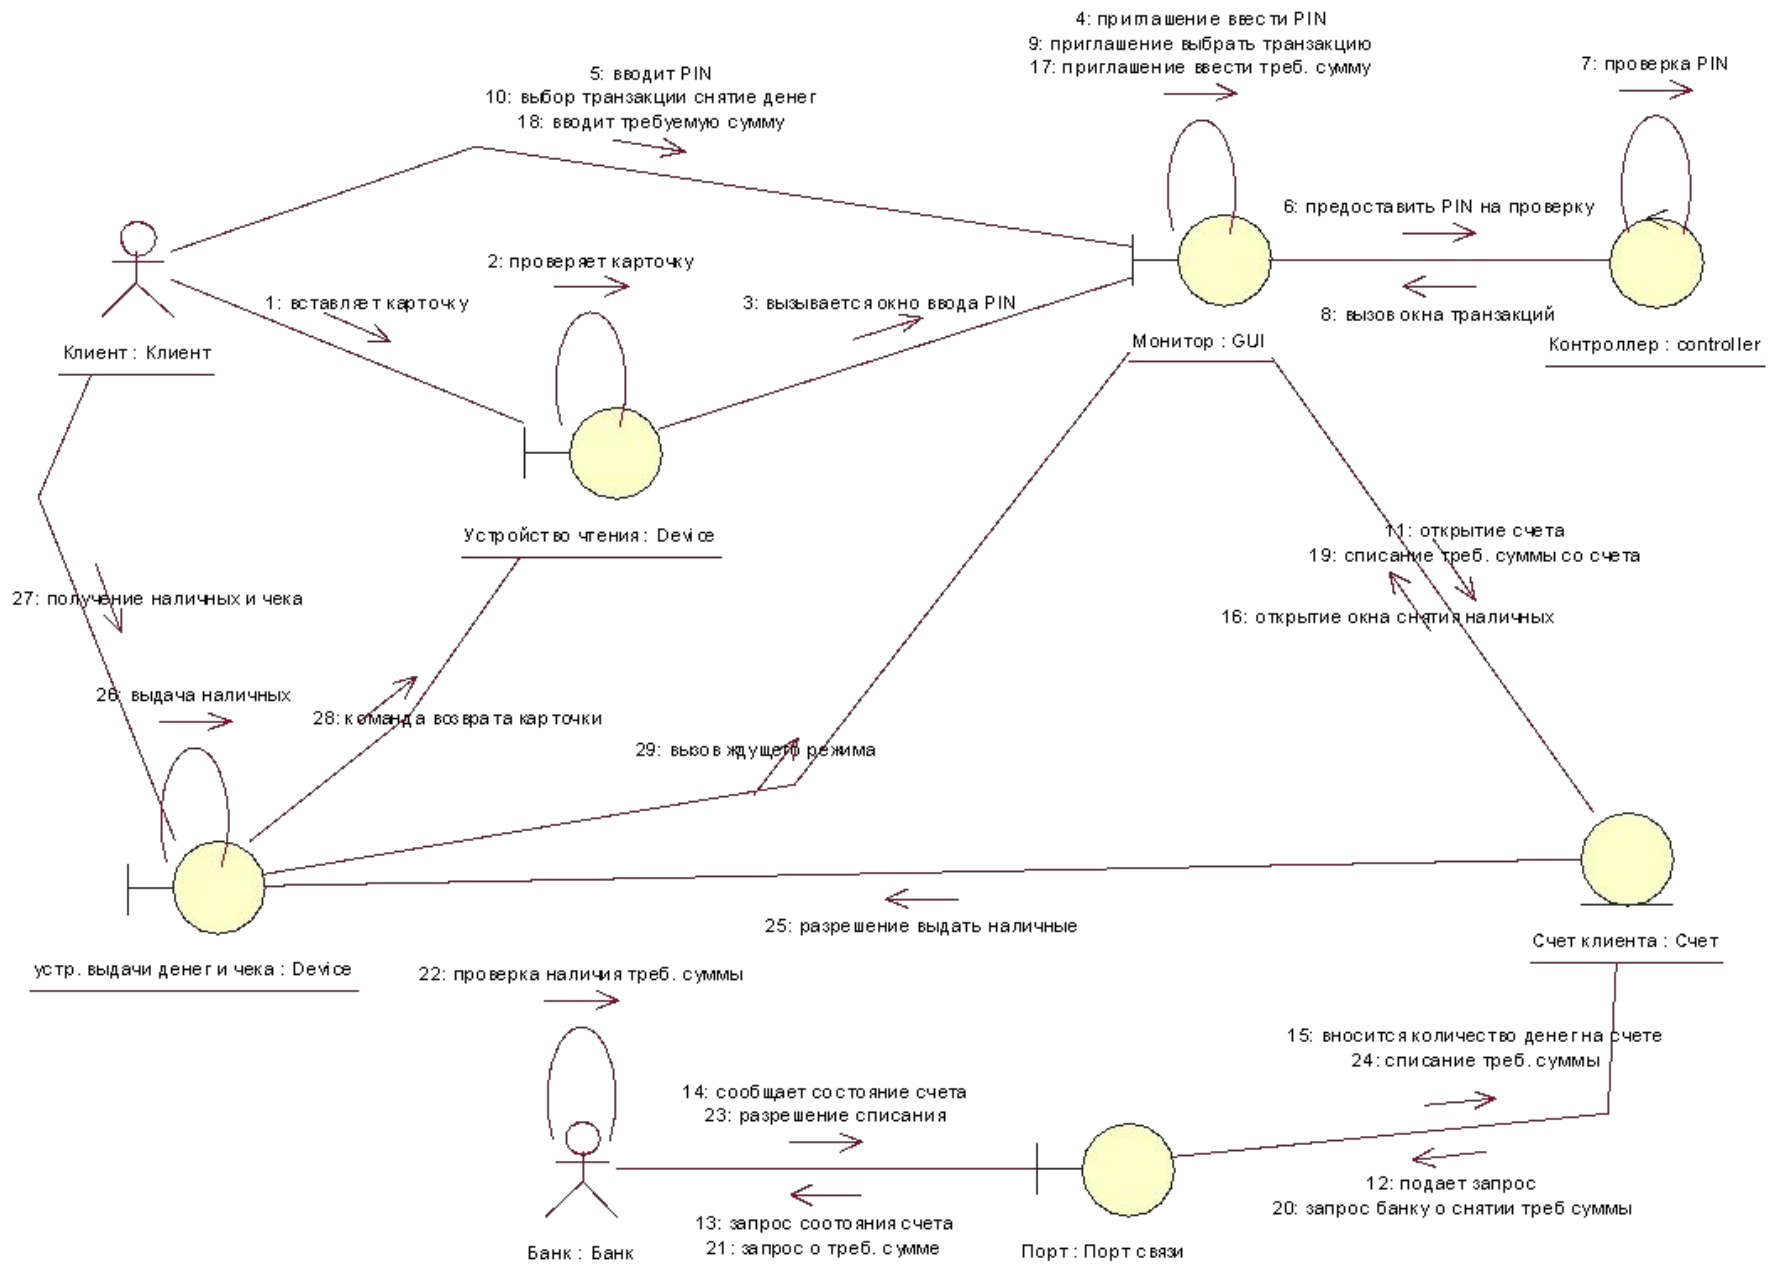 4: приглашение ввести PIN
9: приглашение выбрать транзакцию
17: приглашение ввести треб. сумму
7: проверка PIN
5: вводит PIN
10: выбор транзакции снятие денег
18: вводит требуемую сумму
6: предоставить PIN на проверку
2: проверяет карточку
1: вставляет карточку
3: вызывается окно ввода PIN
8: вызов окна транзакций
Клиент : Клиент
Монитор : GUI
Контроллер : controller
Устройство чтения : Device
11: открытие счета
19: списание треб. суммы со счета
27: получение наличных и чека
16: открытие окна снятия наличных
26: выдача наличных
28: команда возврата карточки
29: вызов ждущего режима
25: разрешение выдать наличные
Счет клиента : Счет
устр. выдачи денег и чека : Device
22: проверка наличия треб. суммы
15: вносится количество денег на счете
24: списание треб. суммы
14: сообщает состояние счета
23: разрешение списания
12: подает запрос
20: запрос банку о снятии треб суммы
13: запрос соотояния счета
21: запрос о треб. сумме
Банк : Банк
Порт : Порт связи